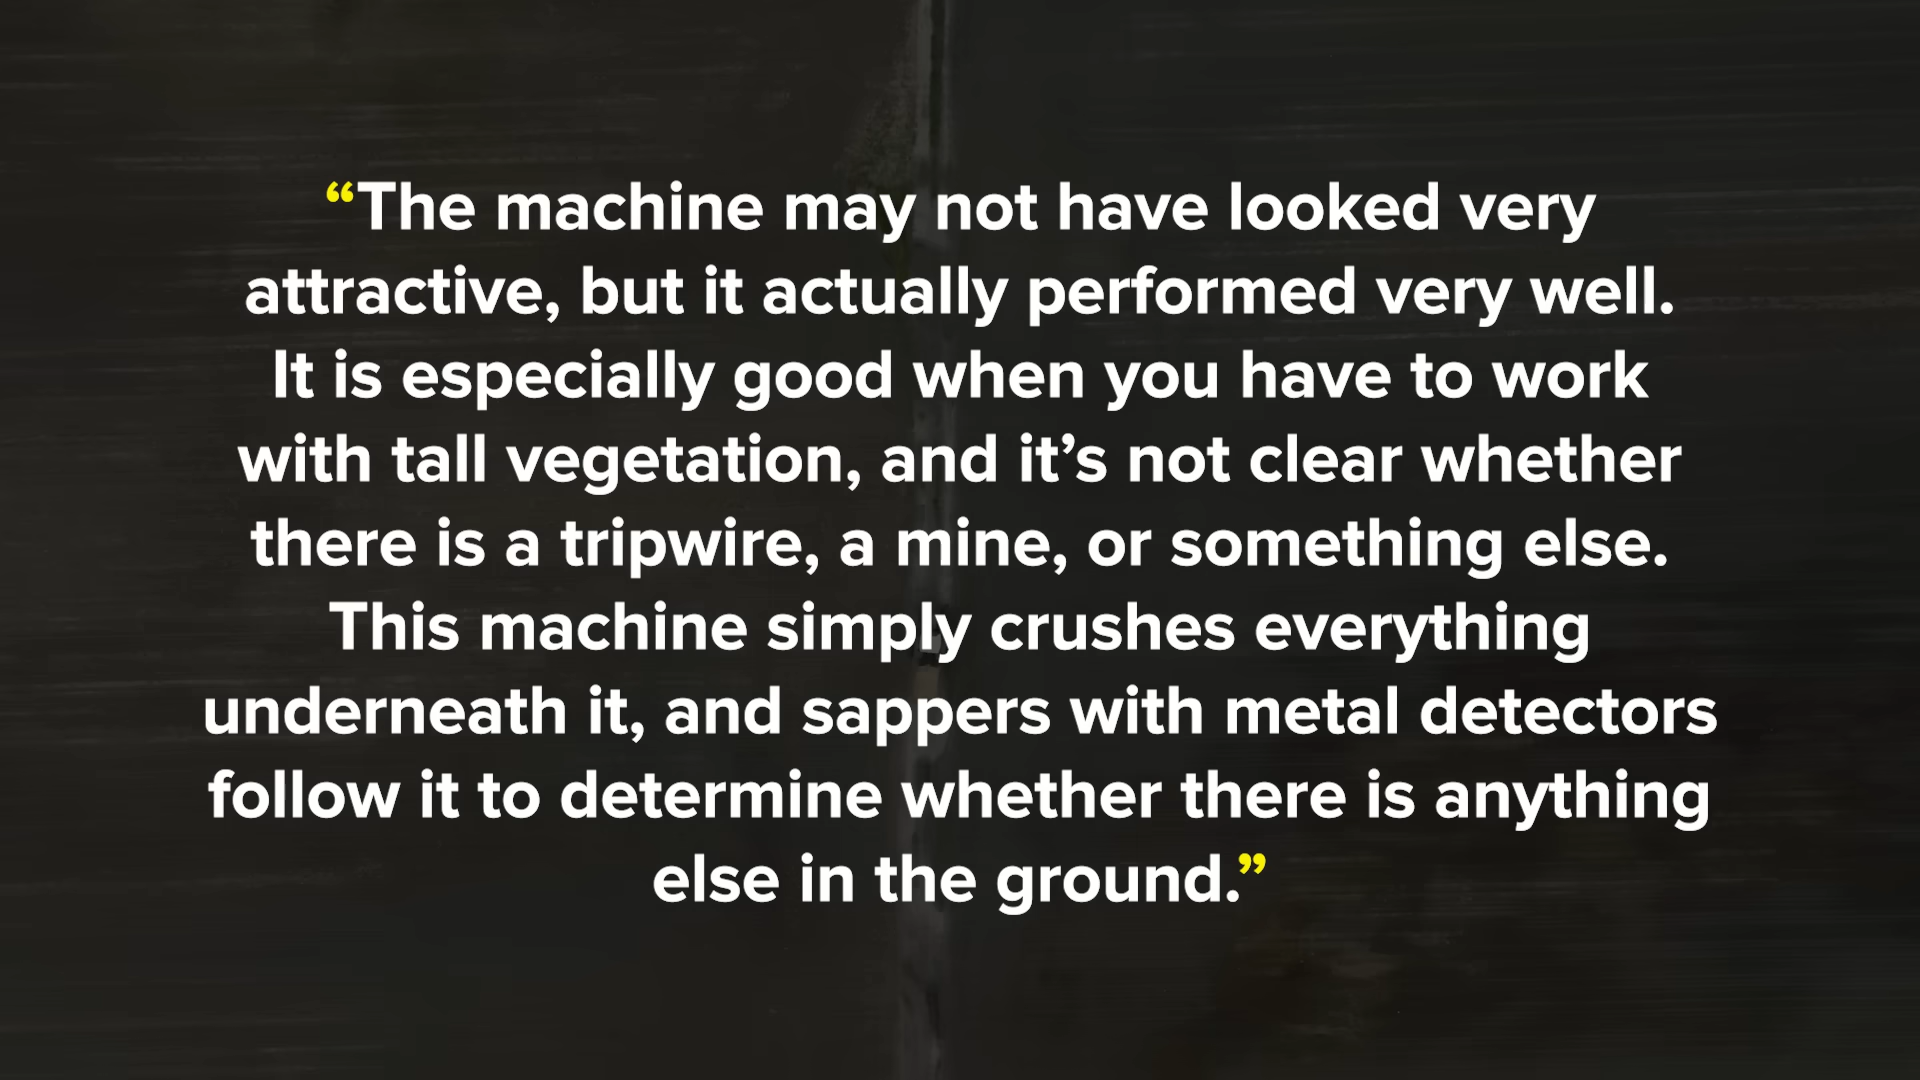 “The machine may not have looked very
attractive, but it actually performed very well.
It is especially good when you have to work
with tall vegetation, and it’s not clear whether
there is a tripwire, a mine, or something else.
This machine simply crushes everything
underneath it, and sappers with metal detectors
follow it to determine whether there is anything
else in the ground.”